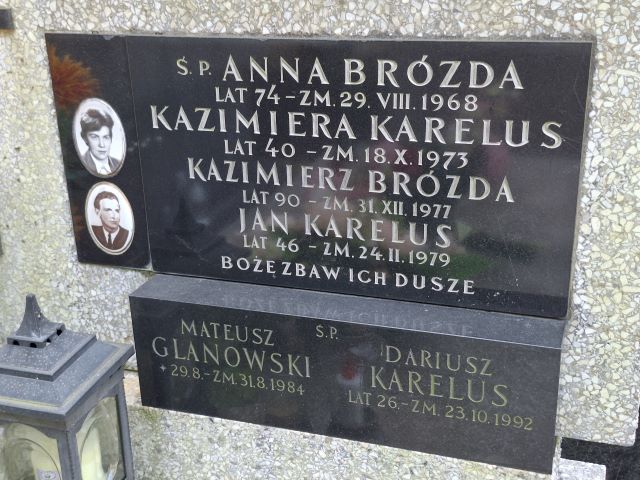 Ś. P. ANNA BRÓZDA
LAT 74 – ZM. 29. VIII. 1968
KAZIMIERA KARELUS
LAT 40 – ZM. 18. X. 1973
KAZIMIERZ BRÓZDA
LAT 90 – ZM. 31. XII. 1977
JAN KARELUS
LAT 46 – ZM. 24. II. 1979
BOŻE ZBAW ICH DUSZE
Ś.P.
MATEUSZ
GLANOWSKI
* 29.8.–ZM.31.8.1984
DARIUSZ
KARELUS
LAT 26.–ZM. 23.10.1992